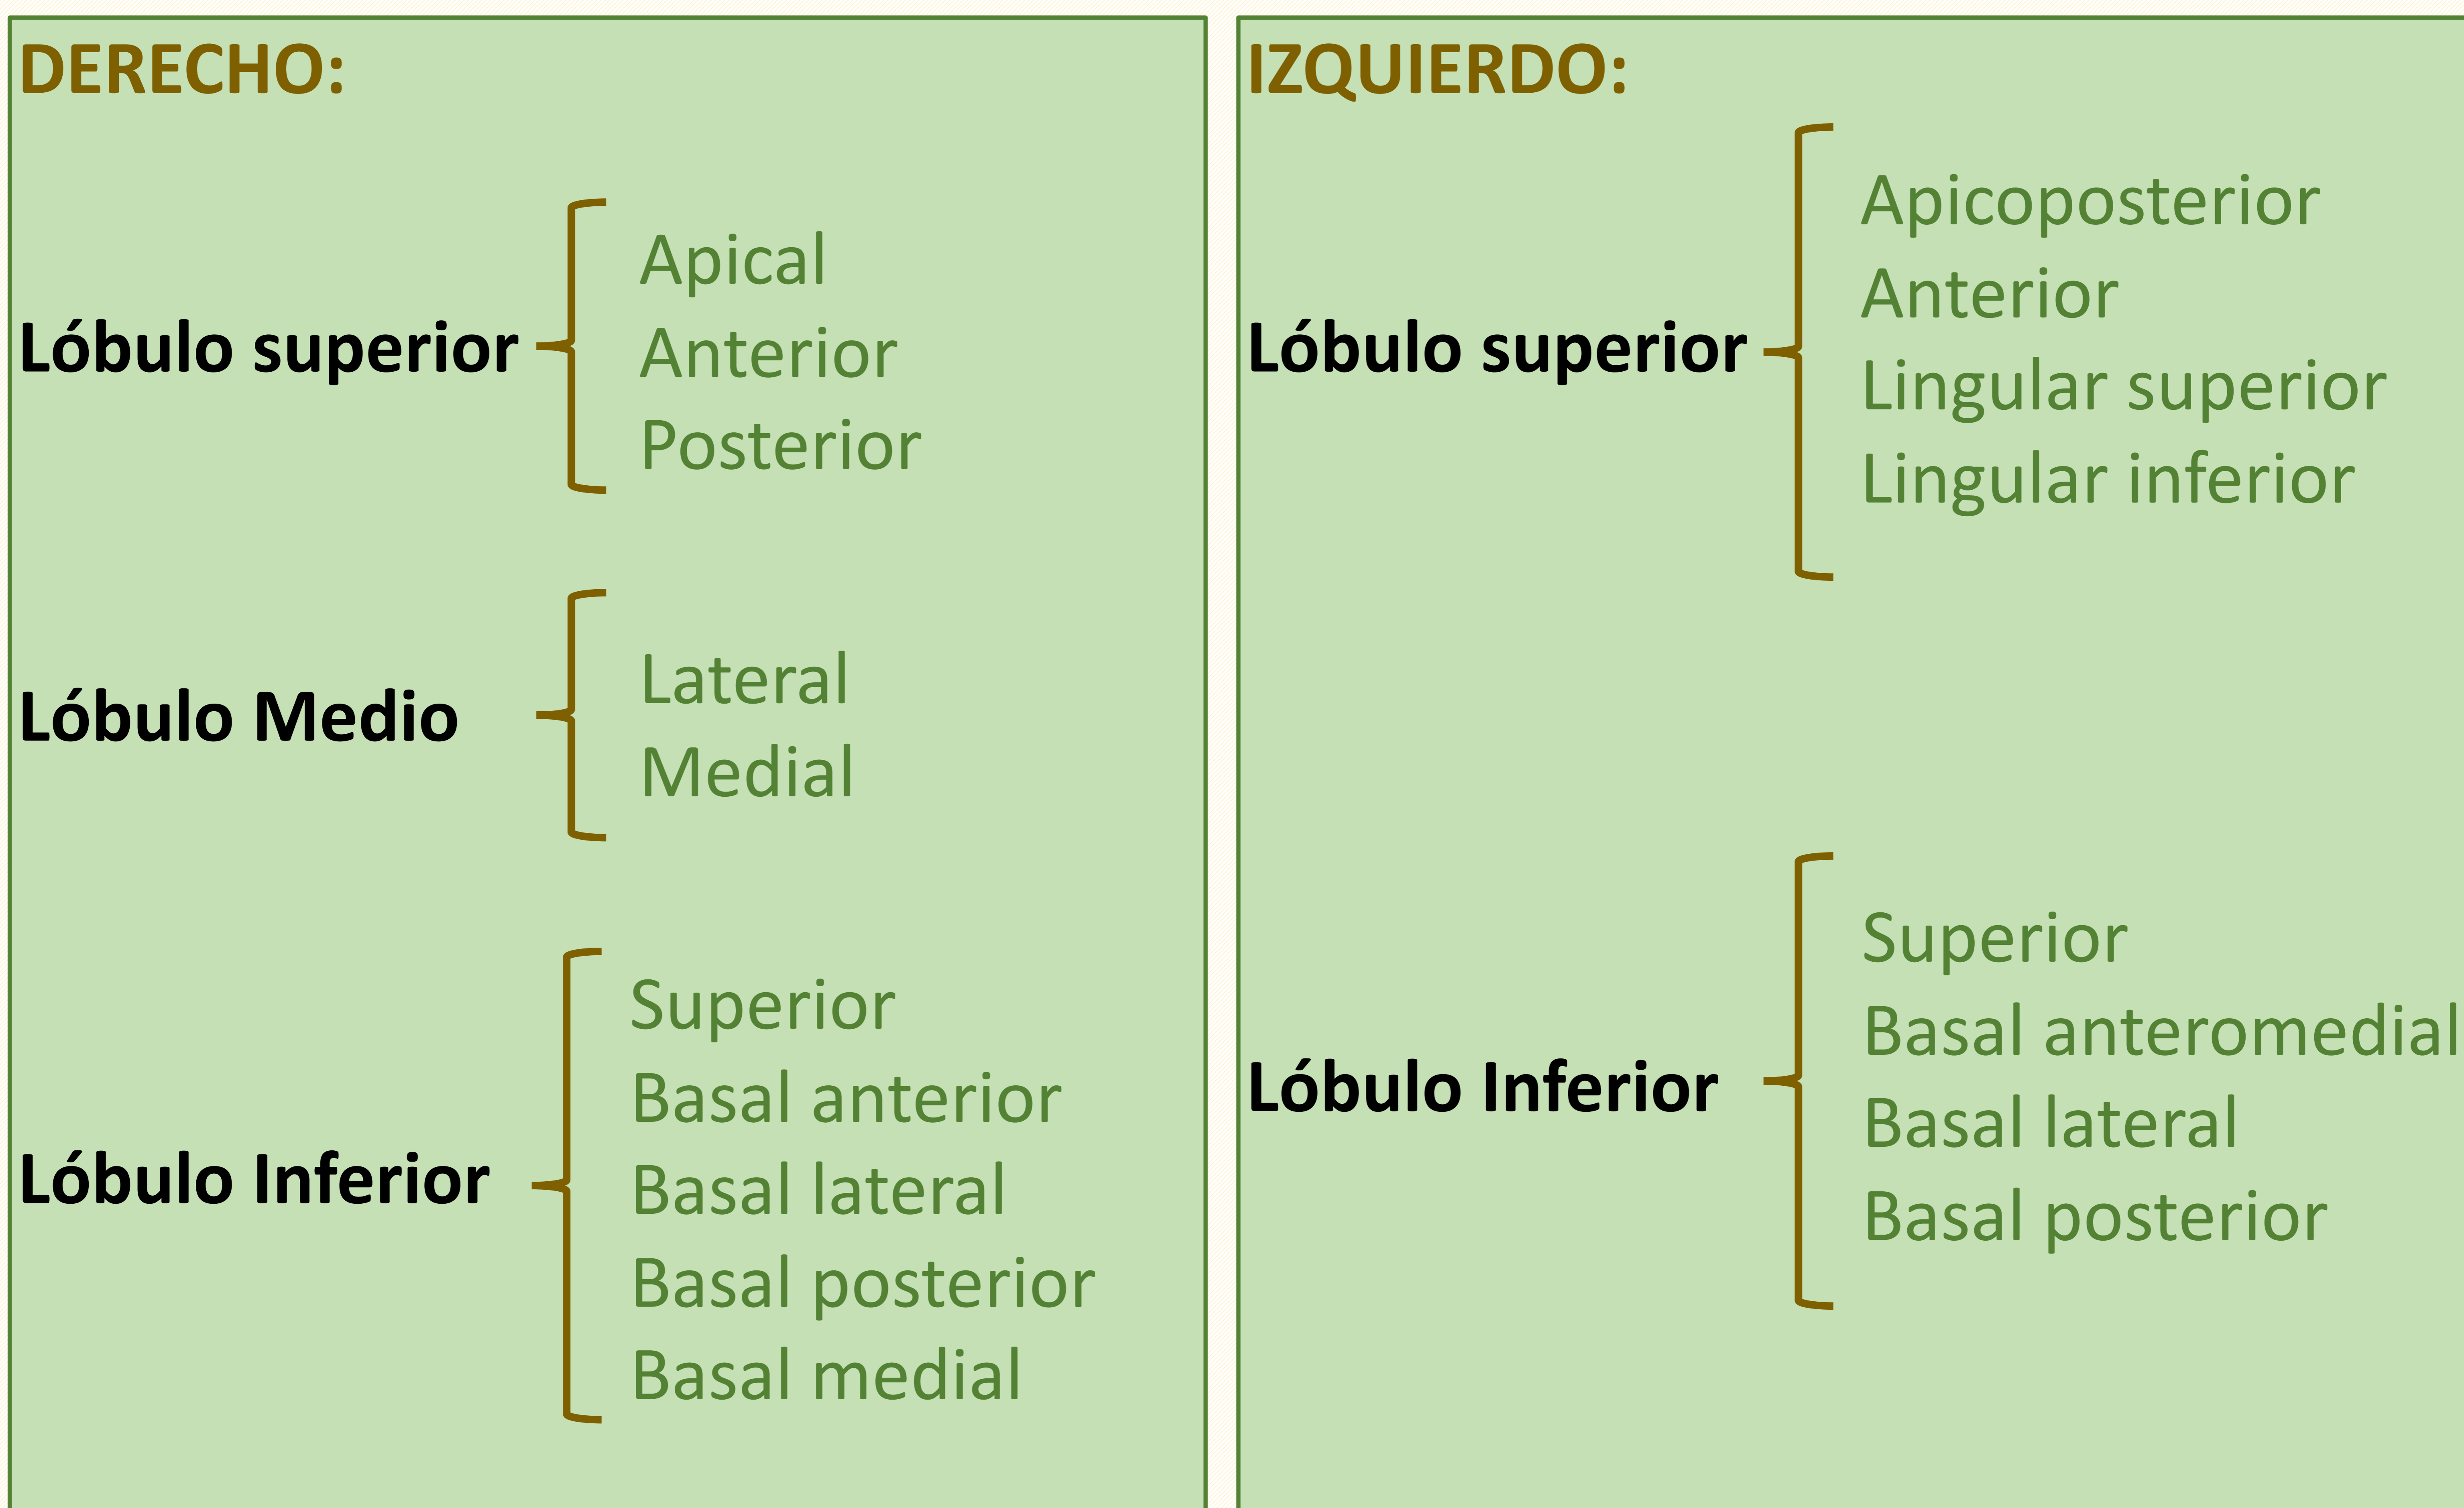 DERECHO:
Lóbulo superior
Apical
Anterior
Posterior
Lóbulo Medio
Lateral
Medial
Lóbulo Inferior
Superior
Basal anterior
Basal lateral
Basal posterior
Basal medial
IZQUIERDO:
Lóbulo superior
Apicoposterior
Anterior
Lingular superior
Lingular inferior
Lóbulo Inferior
Superior
Basal anteromedial
Basal lateral
Basal posterior